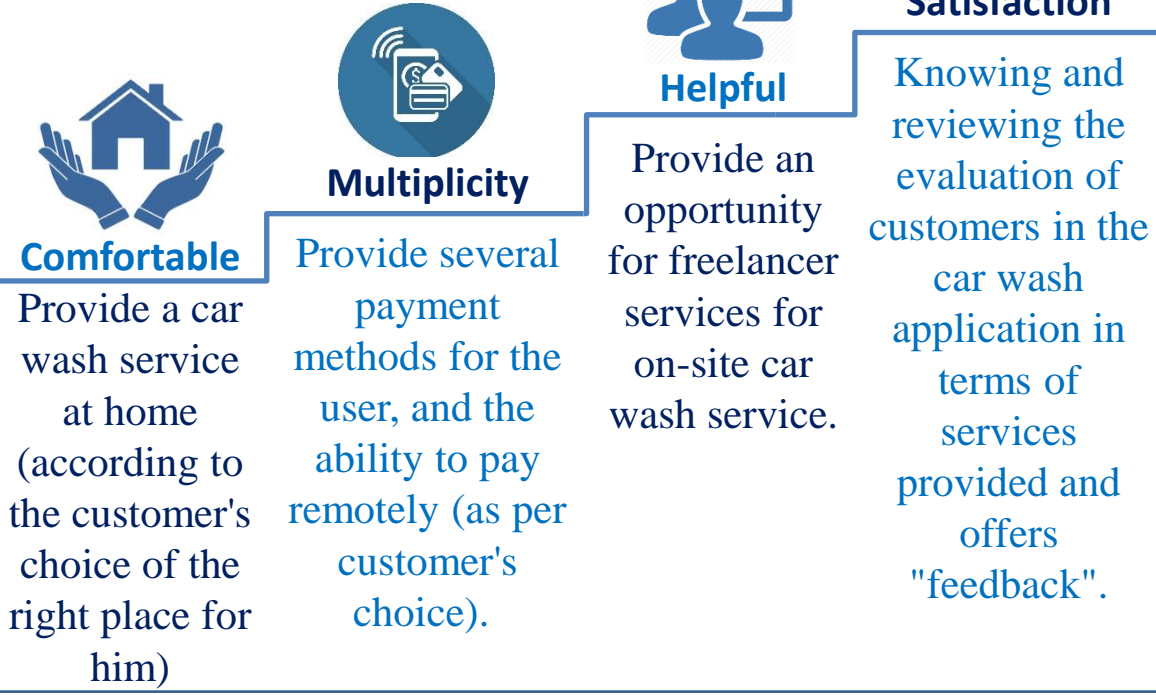 Comfortable
Provide a car
wash service
at home
(according to
the customer's
choice of the
right place for
him)
Multiplicity
Provide several
payment
methods for the
user, and the
ability to pay
remotely (as per
customer's
choice).
Helpful
Provide an
opportunity
for freelancer
services for
on-site car
wash service.
Satisfaction
Knowing and
reviewing the
evaluation of
customers in the
car wash
application in
terms of
services
provided and
offers
"feedback".